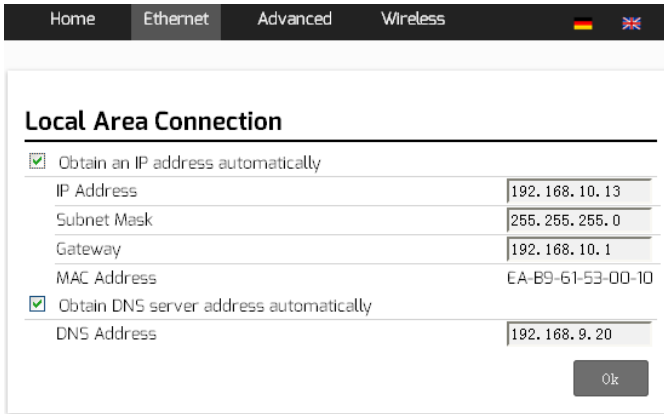 Home Ethernet Advanced Wireless
Local Area Connection
Obtain an IP address automatically
IP Address 192.168.10.13
Subnet Mask 255.255.255.0
Gateway 192.168.10.1
MAC Address EA-B9-61-53-00-10
Obtain DNS server address automatically
DNS Address 192.168.9.20
Ok